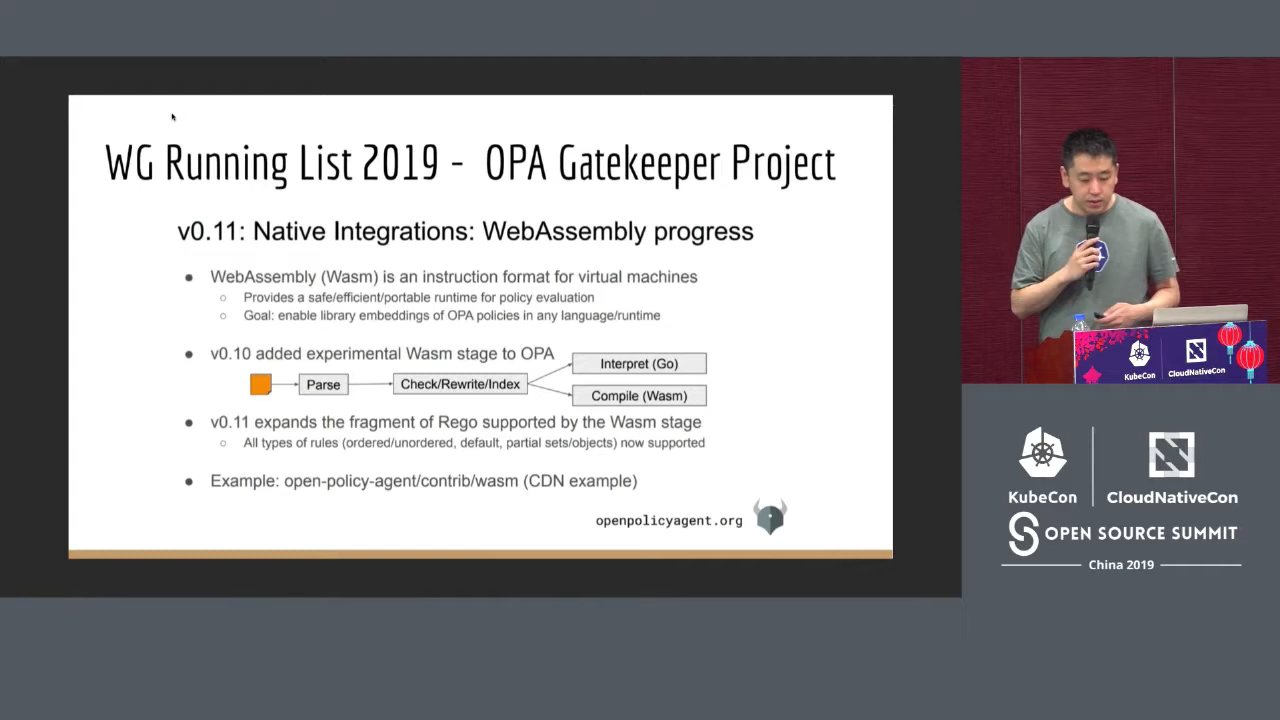 WG Running List 2019 - OPA Gatekeeper Project
v0.11: Native Integrations: WebAssembly progress
● WebAssembly (Wasm) is an instruction format for virtual machines
○ Provides a safe/efficient/portable runtime for policy evaluation
○ Goal: enable library embeddings of OPA policies in any language/runtime
● v0.10 added experimental Wasm stage to OPA
Parse
Check/Rewrite/Index
Interpret (Go)
Compile (Wasm)
● v0.11 expands the fragment of Rego supported by the Wasm stage
○ All types of rules (ordered/unordered, default, partial sets/objects) now supported
● Example: open-policy-agent/contrib/wasm (CDN example)
openpolicyagent.org
KubeCon
CloudNativeCon
KubeCon
CloudNativeCon
OPEN SOURCE SUMMIT
China 2019